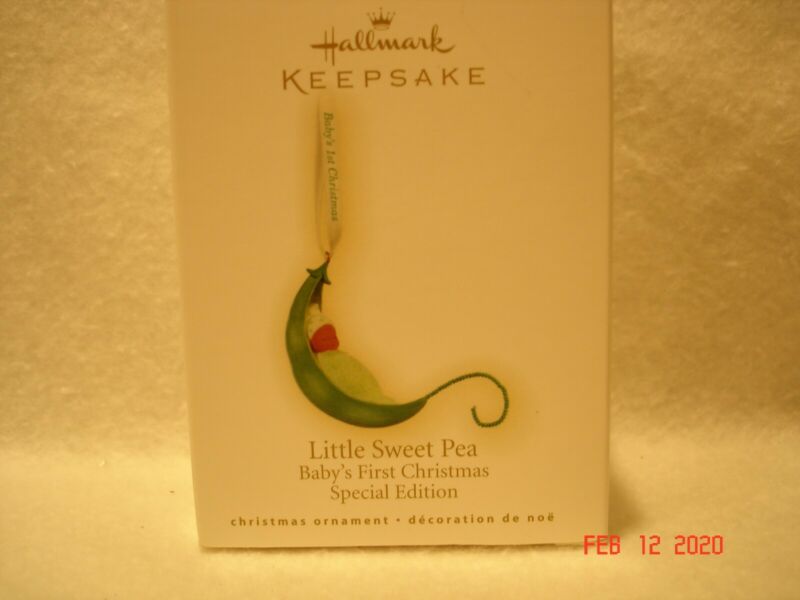 Hallmark
KEEPSAKE
Baby's 1st Christmas
Little Sweet Pea
Baby's First Christmas
Special Edition
christmas ornament • décoration de noë
FEB 12 2020